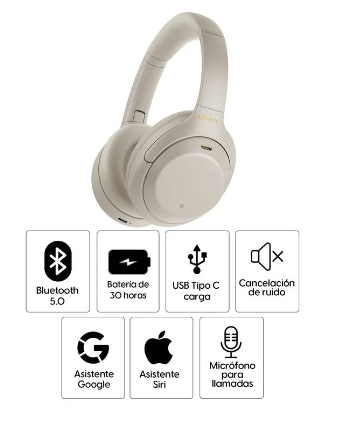 SONY
Bluetooth
5.0
Batería de
30 horas
USB Tipo C
carga
Cancelación
de ruido
Asistente
Google
Asistente
Siri
Micrófono
para
llamadas